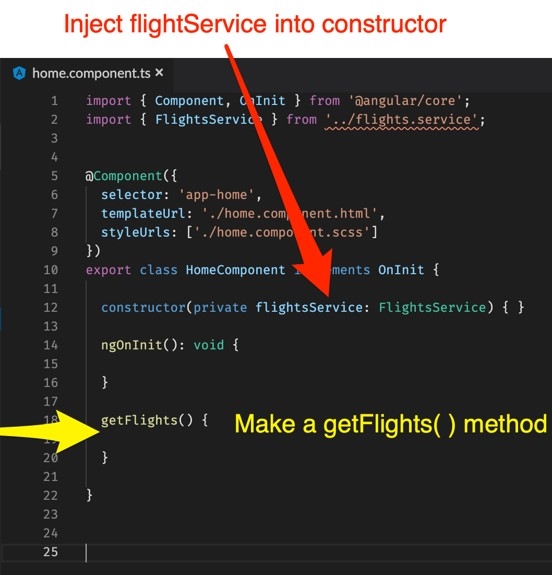 Inject flightService into constructor
home.component.ts ×
1 import { Component, OnInit } from '@angular/core';
2 import { FlightsService } from '../flights.service';
3
4
5 @Component({
6 selector: 'app-home',
7 templateUrl: './home.component.html',
8 styleUrls: ['./home.component.scss']
9 })
10 export class HomeComponent implements OnInit {
11
12 constructor(private flightsService: FlightsService) { }
13
14 ngOnInit(): void {
15
16 }
17
18 getFlights() {
Make a getFlights( ) method
19
20 }
21
22 }
23
24
25